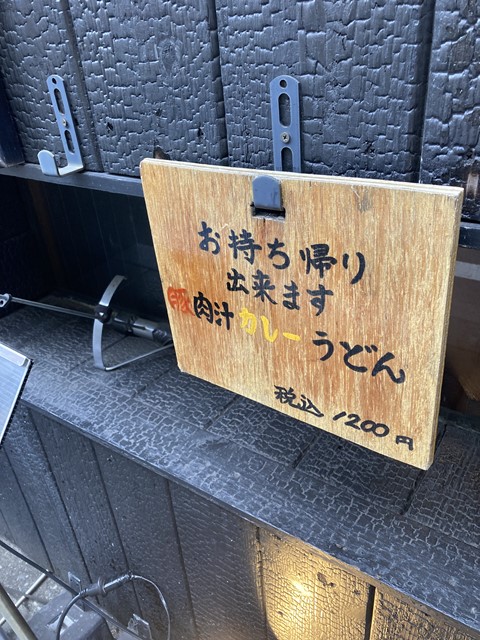 お持ち帰り
出来ます
豚肉汁カレーうどん
税込 1200円